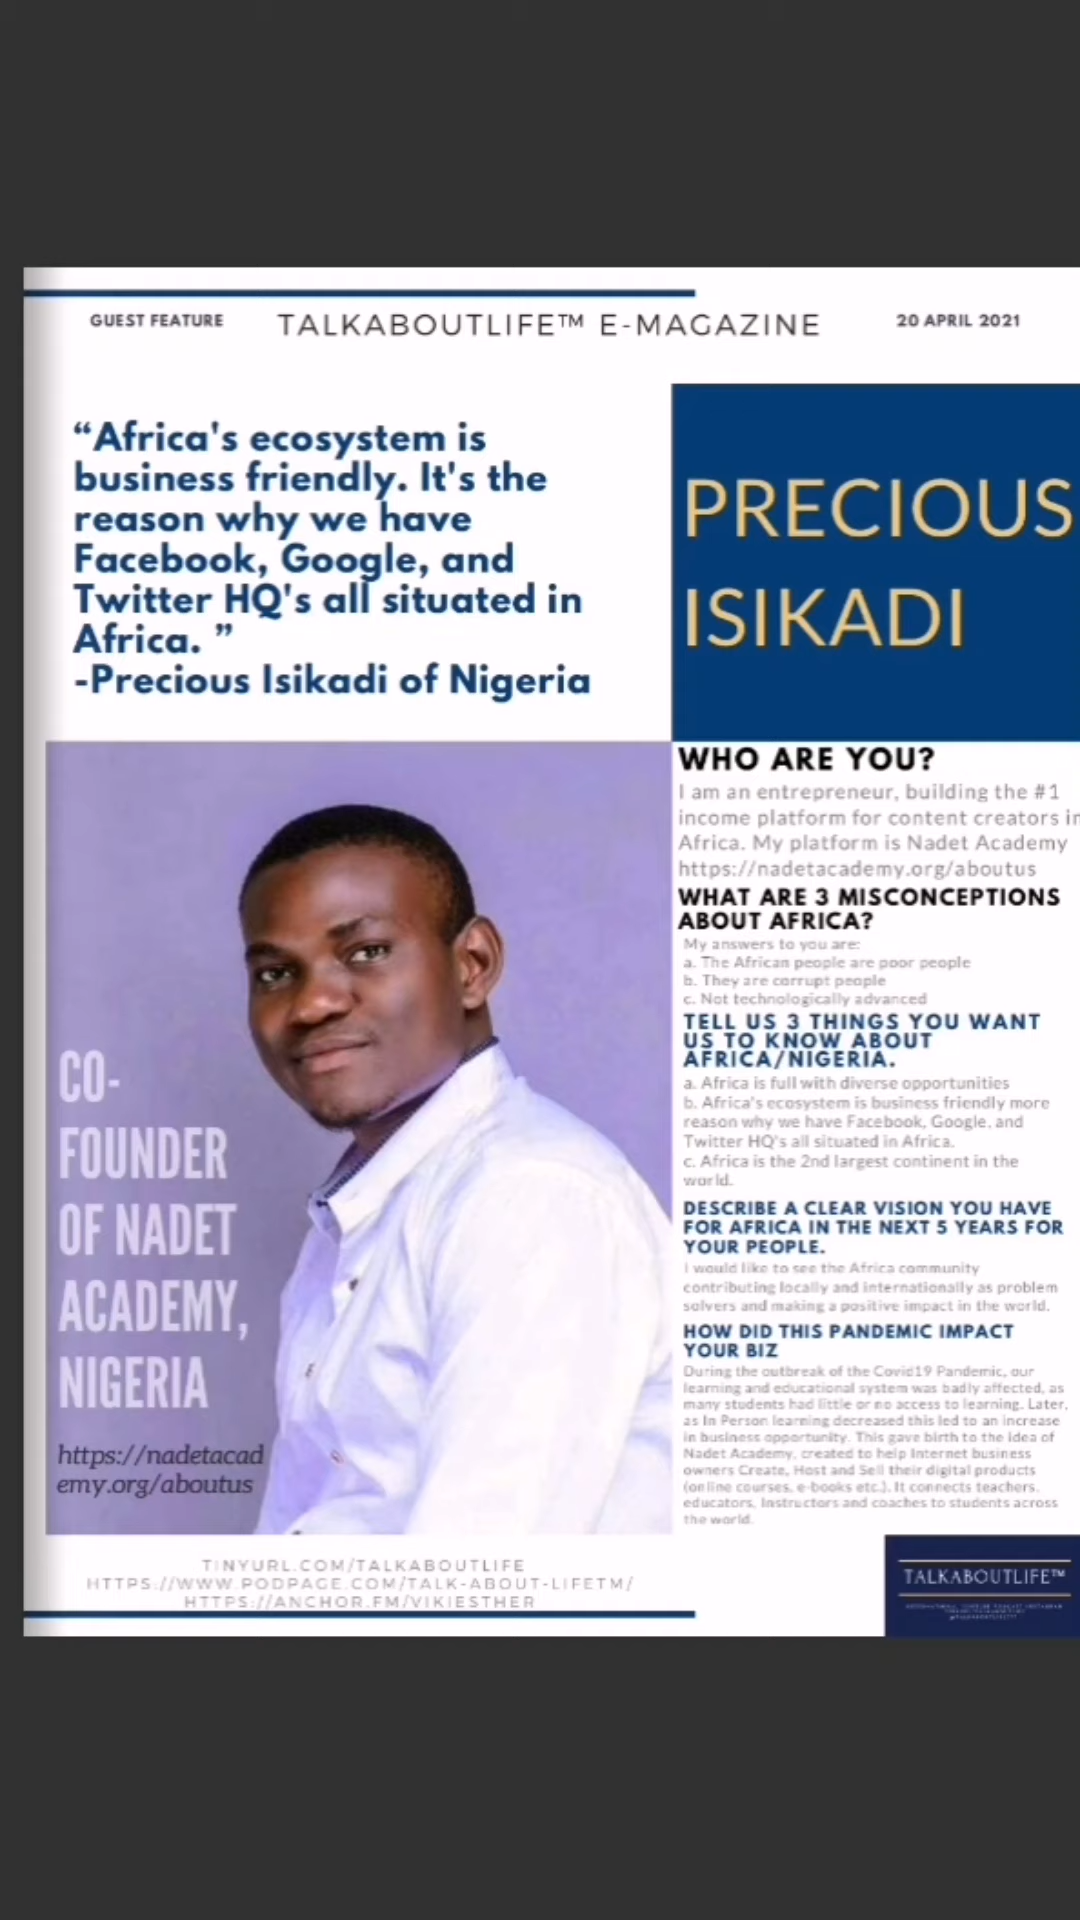 GUEST FEATURE
TALKABOUTLIFE™ E-MAGAZINE
20 APRIL 2021
“Africa's ecosystem is
business friendly. It's the
reason why we have
Facebook, Google, and
Twitter HQ's all situated in
Africa. ”
-Precious Isikadi of Nigeria
PRECIOUS
ISIKADI
CO-
FOUNDER
OF NADET
ACADEMY,
NIGERIA
https://nadetacad
emy.org/aboutus
WHO ARE YOU?
I am an entrepreneur, building the #1
income platform for content creators in
Africa. My platform is Nadet Academy
https://nadetacademy.org/aboutus
WHAT ARE 3 MISCONCEPTIONS
ABOUT AFRICA?
My answers to you are:
a. The African people are poor people
b. They are corrupt people
c. Not technologically advanced
TELL US 3 THINGS YOU WANT
US TO KNOW ABOUT
AFRICA/NIGERIA.
a. Africa is full with diverse opportunities
b. Africa's ecosystem is business friendly more
reason why we have Facebook, Google, and
Twitter HQ's all situated in Africa.
c. Africa is the 2nd largest continent in the
world.
DESCRIBE A CLEAR VISION YOU HAVE
FOR AFRICA IN THE NEXT 5 YEARS FOR
YOUR PEOPLE.
I would like to see the Africa community
contributing locally and internationally as problem
solvers and making a positive impact in the world.
HOW DID THIS PANDEMIC IMPACT
YOUR BIZ
During the outbreak of the Covid19 Pandemic, our
learning and educational system was badly affected, as
many students had little or no access to learning. Later,
as In Person learning decreased this led to an increase
in business opportunity. This gave birth to the idea of
Nadet Academy, created to help Internet business
owners Create, Host and Sell their digital products
(online courses, e-books etc.). It connects teachers,
educators, Instructors and coaches to students across
the world.
TINYURL.COM/TALKABOUTLIFE
HTTPS://WWW.PODPAGE.COM/TALK-ABOUT-LIFETM/
HTTPS://ANCHOR.FM/VIKIESTHER
TALKABOUTLIFE™